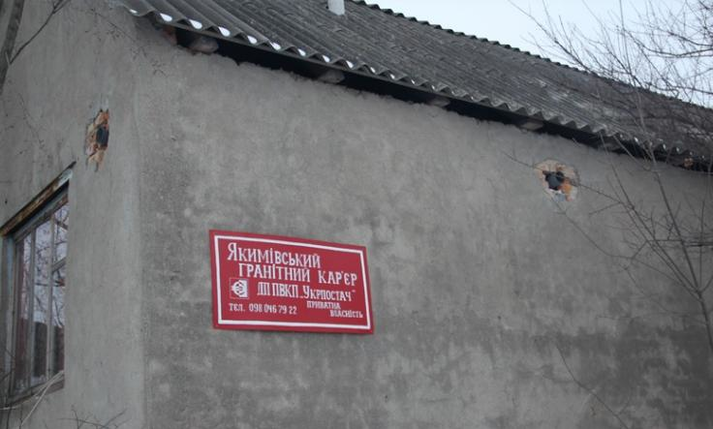 Якимівський
гранітний кар'єр
ДП ПВКП „Укрпостач"
тел. 098 046 79 22 приватна
власність